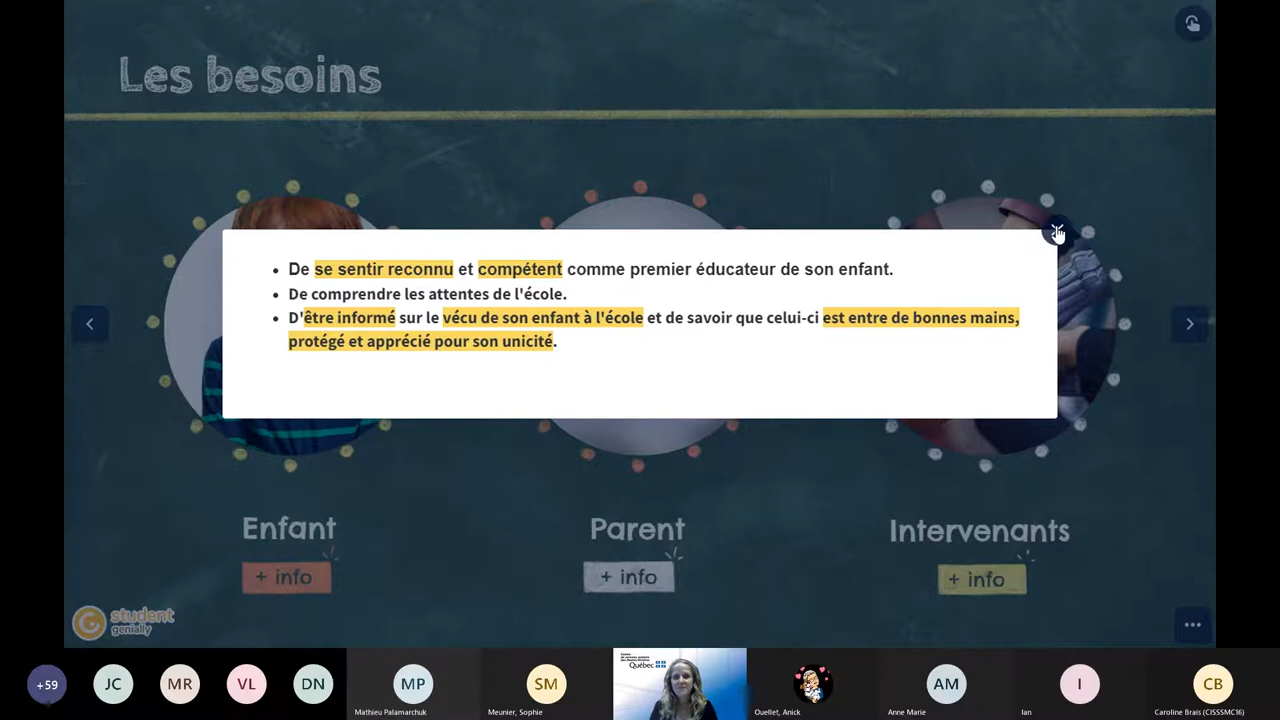 Les besoins
De se sentir reconnu et compétent comme premier éducateur de son enfant.
De comprendre les attentes de l'école.
D'être informé sur le vécu de son enfant à l'école et de savoir que celui-ci est entre de bonnes mains,
protégé et apprécié pour son unicité.
Enfant
Parent
Intervenants
+ info
+ info
+ info
student
genially
+59
JC
MR
VL
DN
MP
Mathieu Palamarchuk
SM
Meunier, Sophie
Québec
Ouellet, Anick
AM
Anne Marie
I
Ian
CB
Caroline Brais (CISSSMC16)